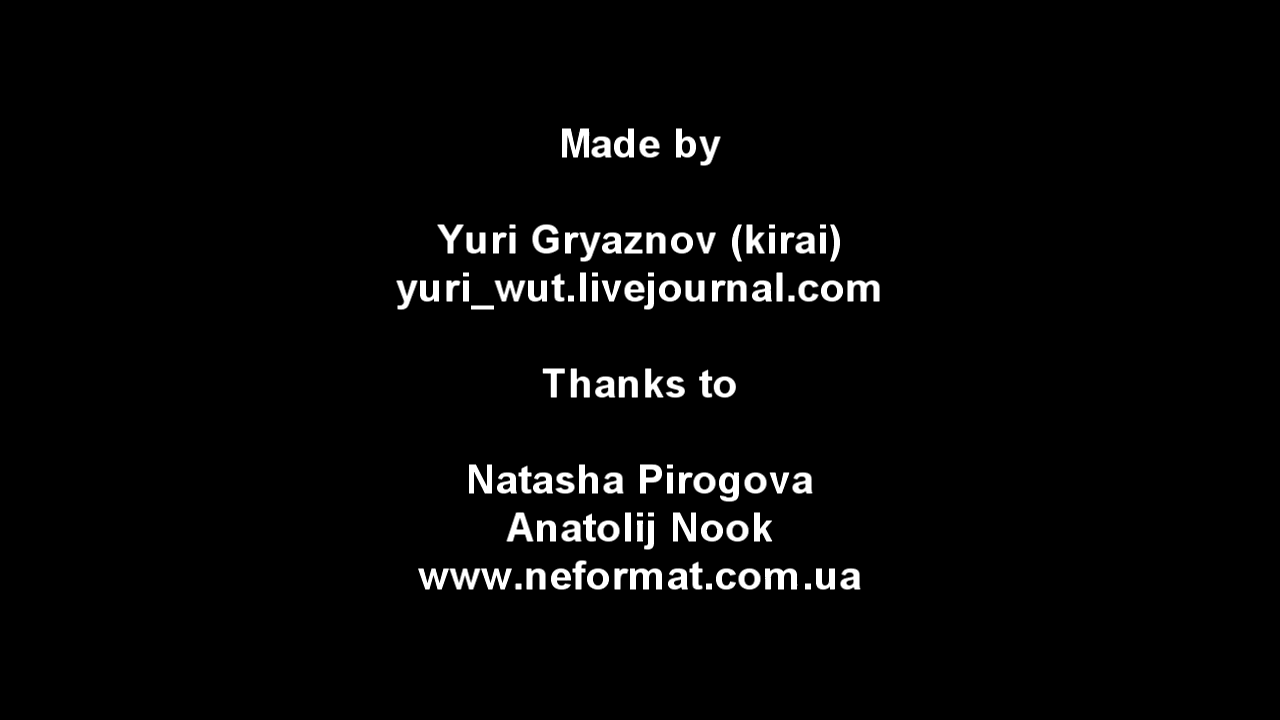 Made by
Yuri Gryaznov (kirai)
yuri_wut.livejournal.com
Thanks to
Natasha Pirogova
Anatolij Nook
www.neformat.com.ua